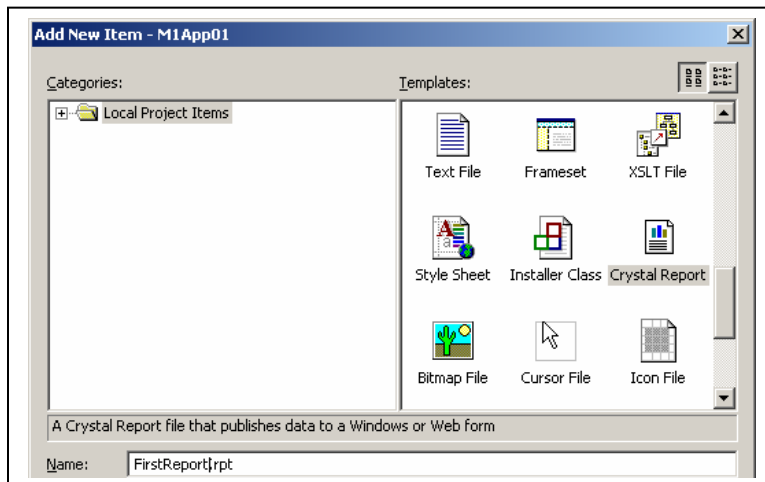 Add New Item - M1App01
Categories:
Templates:
Local Project Items
Text File
Frameset
XSLT File
Style Sheet
Installer Class
Crystal Report
Bitmap File
Cursor File
Icon File
A Crystal Report file that publishes data to a Windows or Web form
Name:
FirstReport.rpt